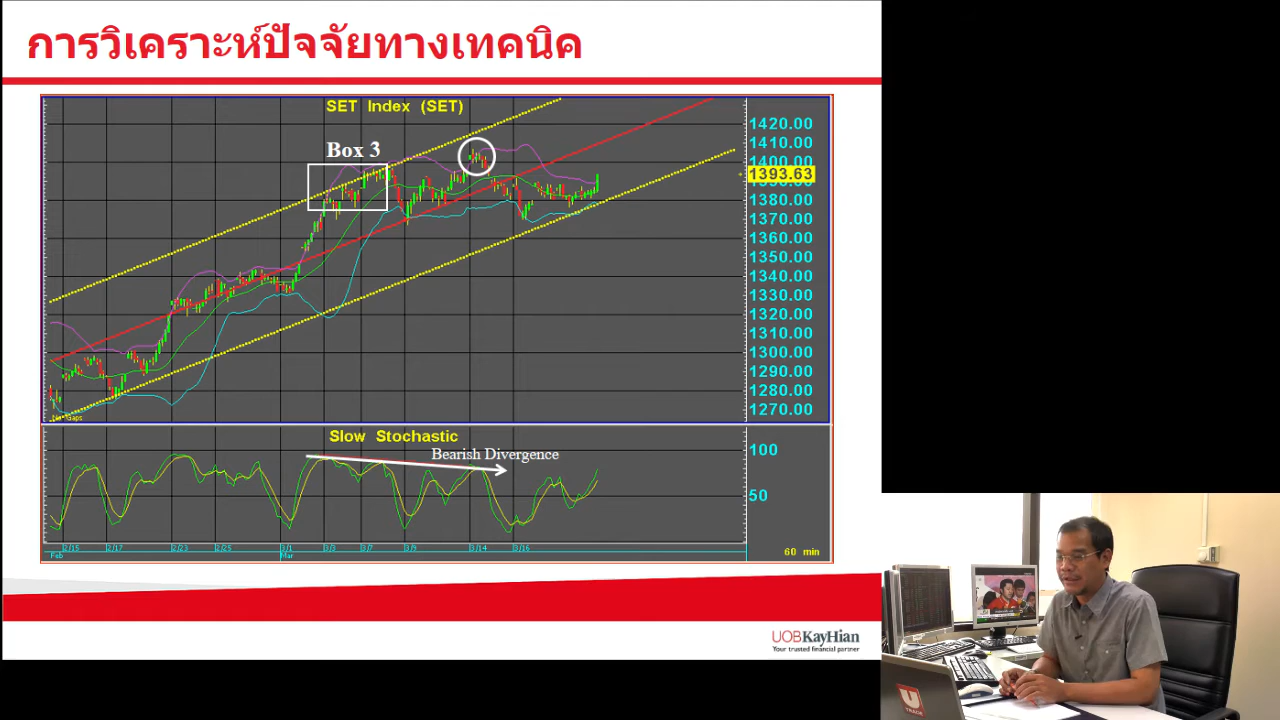 การวิเคราะห์ปัจจัยทางเทคนิค
SET Index (SET)
Box 3
1420.00
1410.00
1400.00
1393.63
1380.00
1370.00
1360.00
1350.00
1340.00
1330.00
1320.00
1310.00
1300.00
1290.00
1280.00
1270.00
Slow Stochastic
Bearish Divergence
100
50
2/15 2/17 2/23 2/25 3/1 3/3 3/7 3/9 3/14 3/16
Feb Mar
60 min
UOBKayHian
Your trusted financial partner
U
TRADE